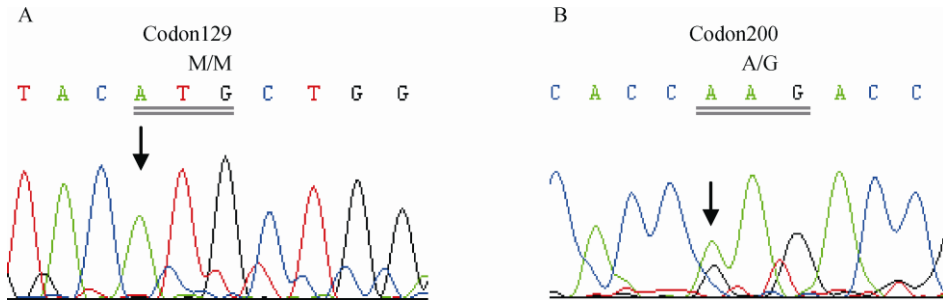 A
Codon129
M/M
T A C A T G C T G G
B
Codon200
A/G
C A C C A A G A C C